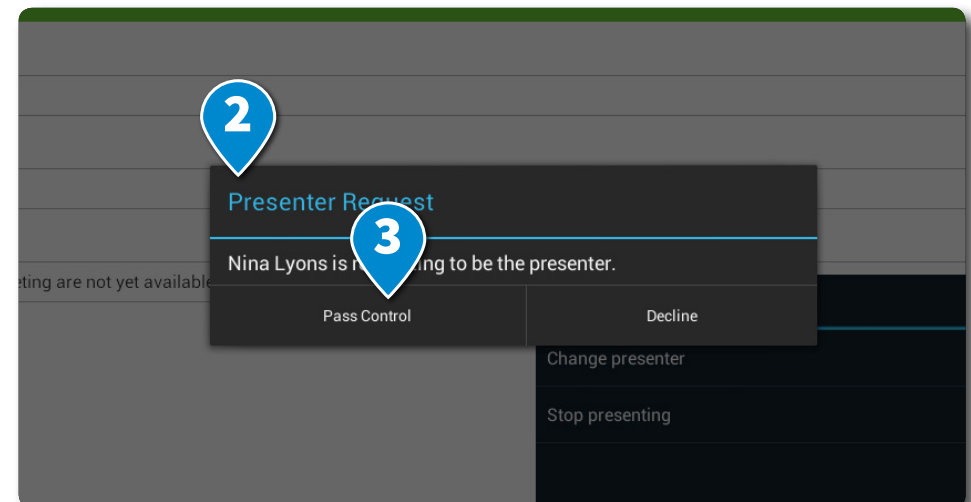 2
Presenter Request
3
Nina Lyons is r ing to be the presenter.
eting are not yet available
Pass Control
Decline
Change presenter
Stop presenting